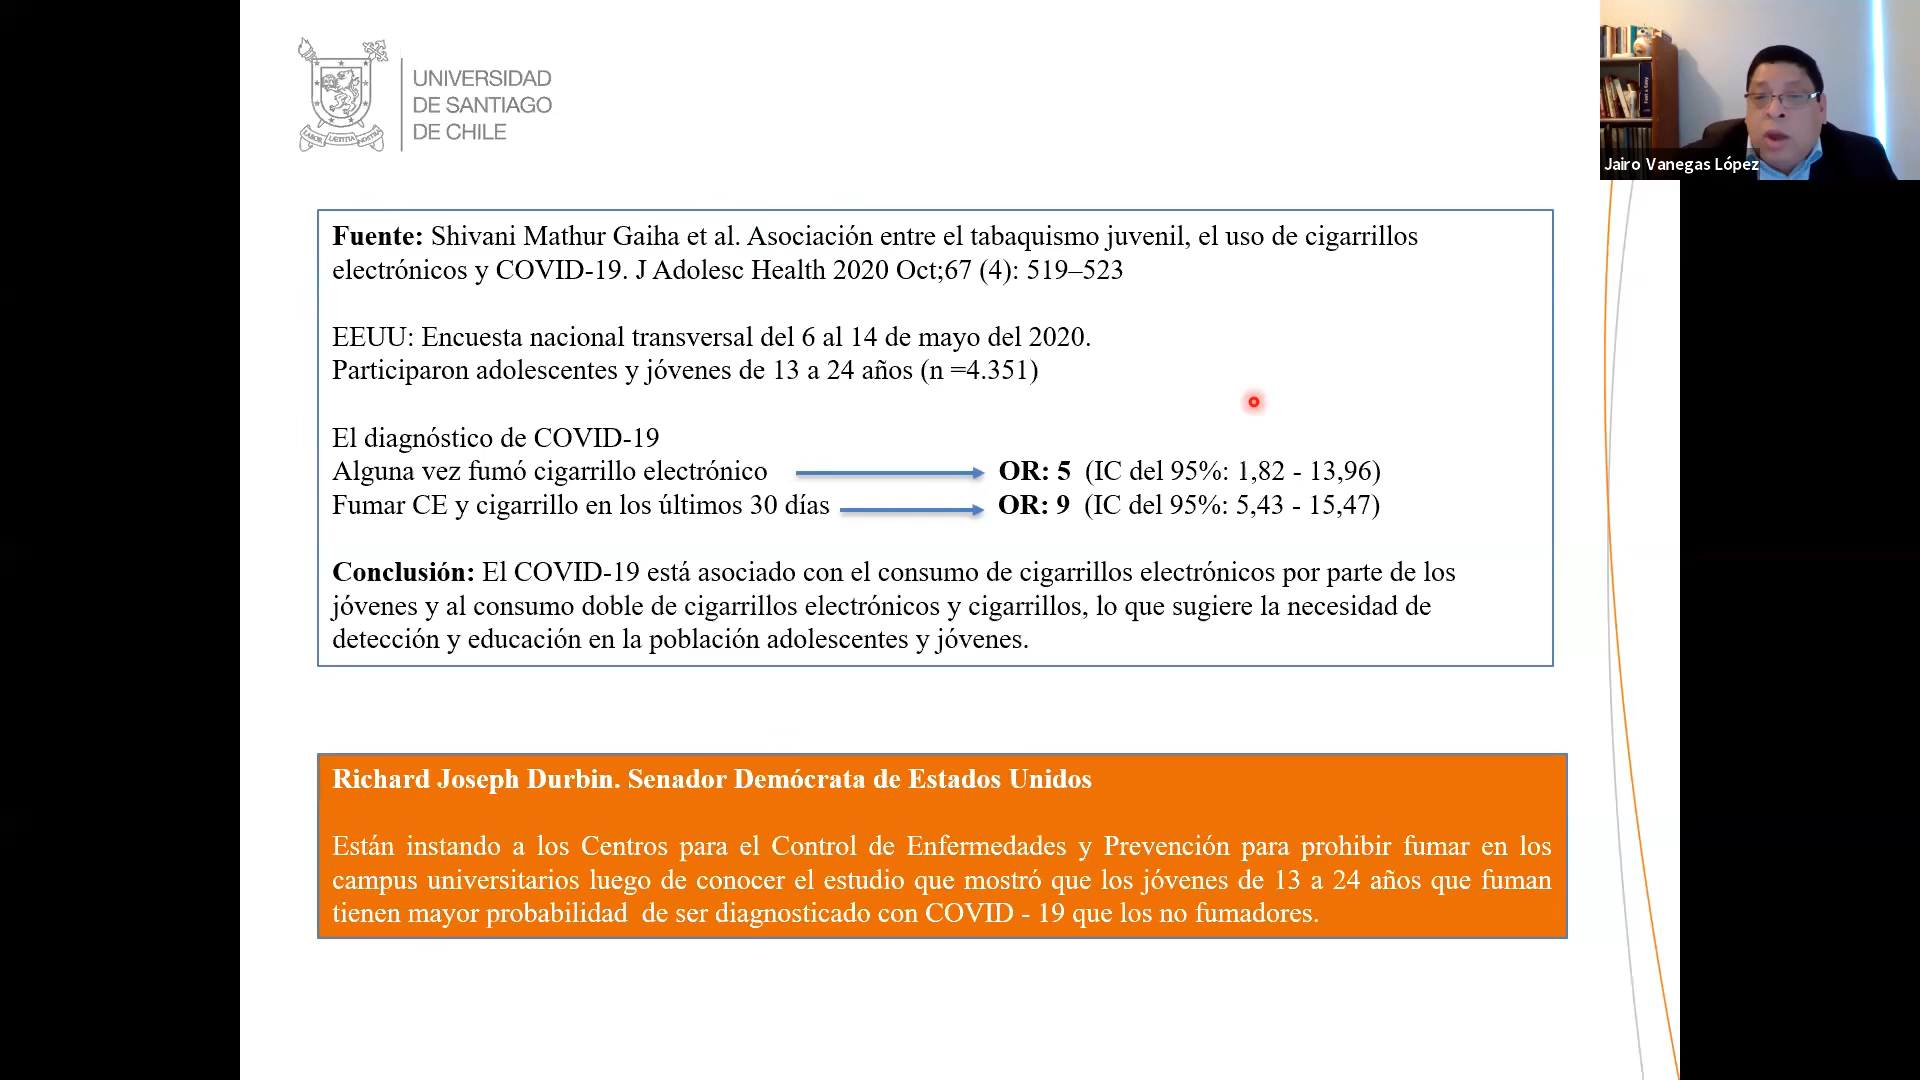 UNIVERSIDAD
DE SANTIAGO
DE CHILE
LABOR LÆTITIA NOSTRA
Jairo Vanegas López
Fuente: Shivani Mathur Gaiha et al. Asociación entre el tabaquismo juvenil, el uso de cigarrillos
electrónicos y COVID-19. J Adolesc Health 2020 Oct;67 (4): 519–523
EEUU: Encuesta nacional transversal del 6 al 14 de mayo del 2020.
Participaron adolescentes y jóvenes de 13 a 24 años (n =4.351)
El diagnóstico de COVID-19
Alguna vez fumó cigarrillo electrónico OR: 5 (IC del 95%: 1,82 - 13,96)
Fumar CE y cigarrillo en los últimos 30 días OR: 9 (IC del 95%: 5,43 - 15,47)
Conclusión: El COVID-19 está asociado con el consumo de cigarrillos electrónicos por parte de los
jóvenes y al consumo doble de cigarrillos electrónicos y cigarrillos, lo que sugiere la necesidad de
detección y educación en la población adolescentes y jóvenes.
Richard Joseph Durbin. Senador Demócrata de Estados Unidos
Están instando a los Centros para el Control de Enfermedades y Prevención para prohibir fumar en los
campus universitarios luego de conocer el estudio que mostró que los jóvenes de 13 a 24 años que fuman
tienen mayor probabilidad de ser diagnosticado con COVID - 19 que los no fumadores.